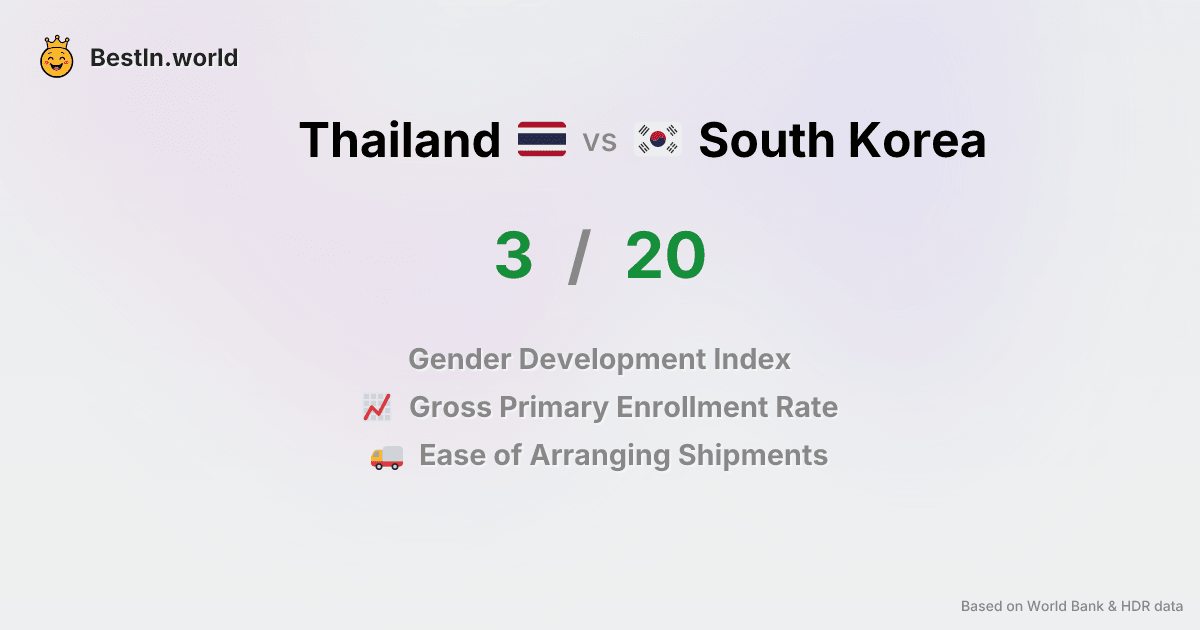 BestIn.world
Thailand vs South Korea
3 / 20
Gender Development Index
Gross Primary Enrollment Rate
Ease of Arranging Shipments
Based on World Bank & HDR data